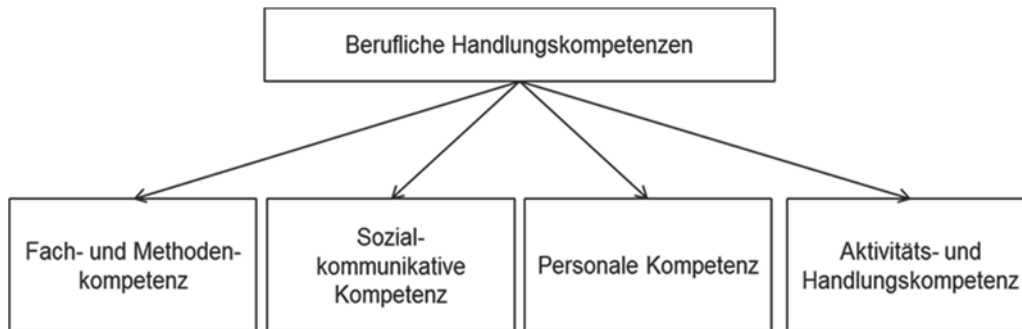 Berufliche Handlungskompetenzen
Fach- und Methoden-
kompetenz
Sozial-
kommunikative
Kompetenz
Personale Kompetenz
Aktivitäts- und
Handlungskompetenz